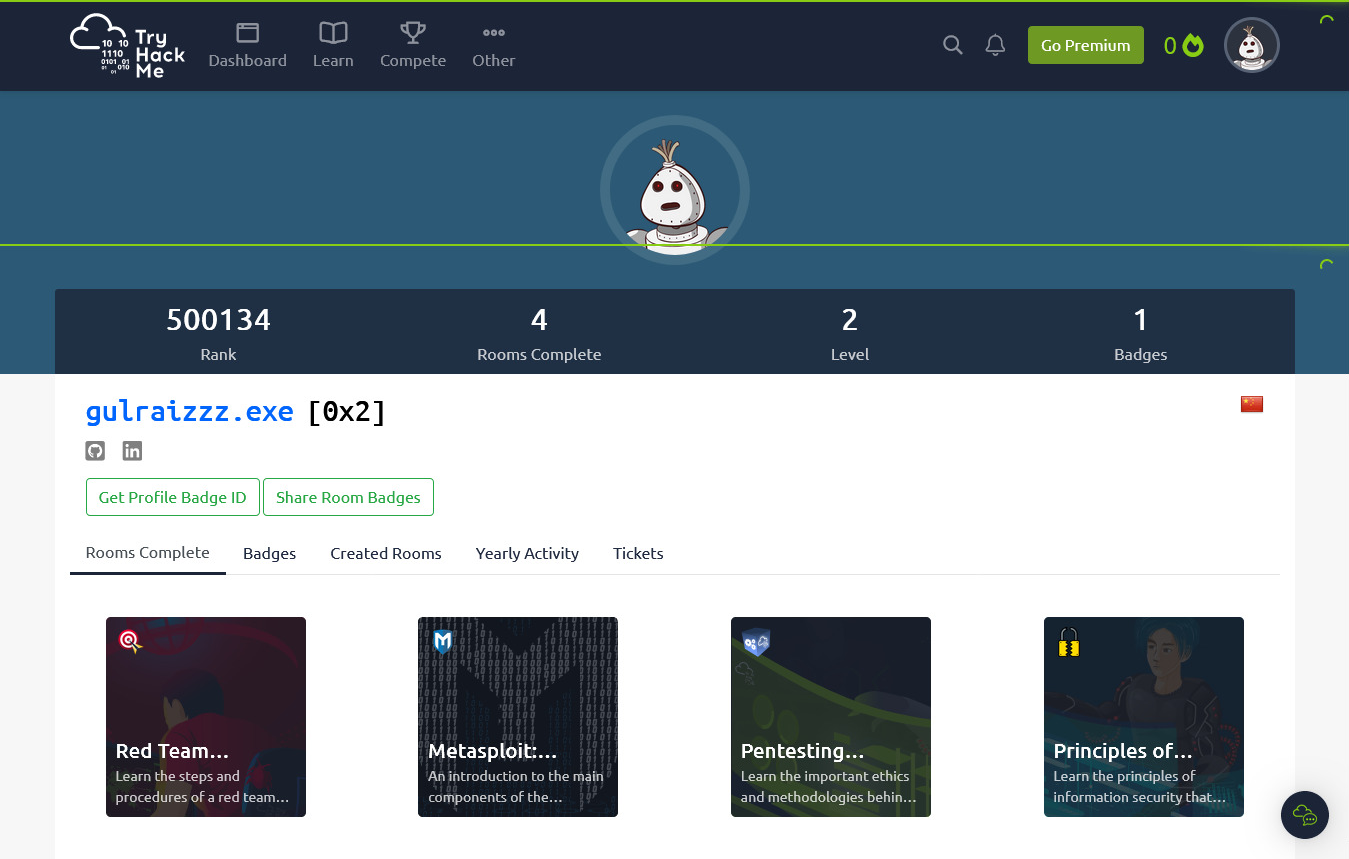 Try
Hack
Me
10 10
1110
0101 010
01 01
Dashboard
Learn
Compete
Other
Go Premium
0
500134
Rank
4
Rooms Complete
2
Level
1
Badges
gulraizzz.exe [0x2]
in
Get Profile Badge ID
Share Room Badges
Rooms Complete
Badges
Created Rooms
Yearly Activity
Tickets
Red Team...
Learn the steps and
procedures of a red team...
Metasploit:...
An introduction to the main
components of the...
Pentesting...
Learn the important ethics
and methodologies behin...
Principles of...
Learn the principles of
information security that...